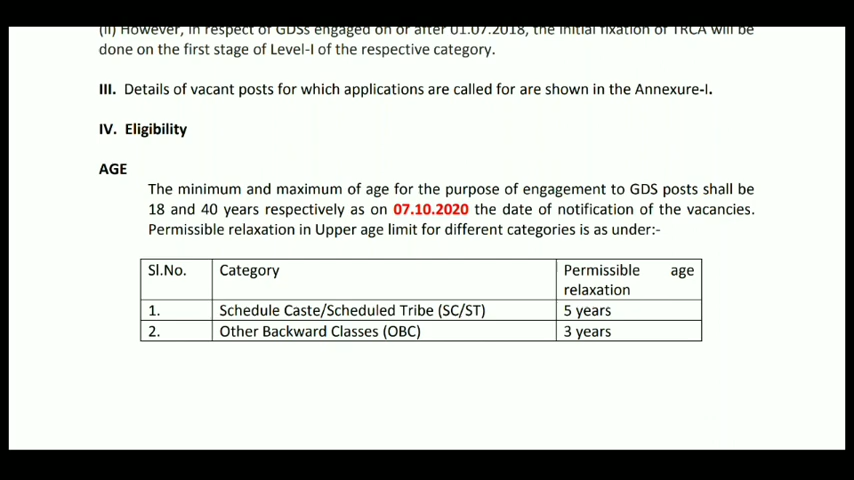 (ii) However, in respect of GDSs engaged on or after 01.07.2018, the initial fixation of TRCA will be
done on the first stage of Level-I of the respective category.
III. Details of vacant posts for which applications are called for are shown in the Annexure-I.
IV. Eligibility
AGE
The minimum and maximum of age for the purpose of engagement to GDS posts shall be
18 and 40 years respectively as on 07.10.2020 the date of notification of the vacancies.
Permissible relaxation in Upper age limit for different categories is as under:-
Sl.No. Category Permissible age
relaxation
1. Schedule Caste/Scheduled Tribe (SC/ST) 5 years
2. Other Backward Classes (OBC) 3 years